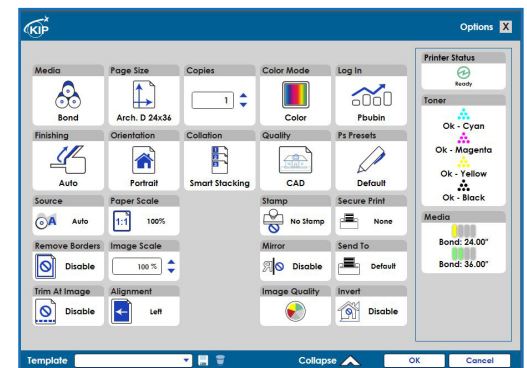 KIP
Options X
Media
Page Size
Copies
Color Mode
Log In
Printer Status
Ready
Bond
Arch. D 24x36
1
Color
Pbubin
Toner
Ok - Cyan
Ok - Magenta
Ok - Yellow
Ok - Black
Finishing
Orientation
Collation
Quality
Ps Presets
Auto
Portrait
Smart Stacking
CAD
Default
Source
Paper Scale
Stamp
Secure Print
Auto
1:1 100%
No Stamp
None
Media
Bond: 24.00"
Bond: 36.00"
Remove Borders
Image Scale
Mirror
Send To
Disable
100 %
Disable
Default
Trim At Image
Alignment
Image Quality
Invert
Disable
Left
Disable
Template
Collapse
OK
Cancel